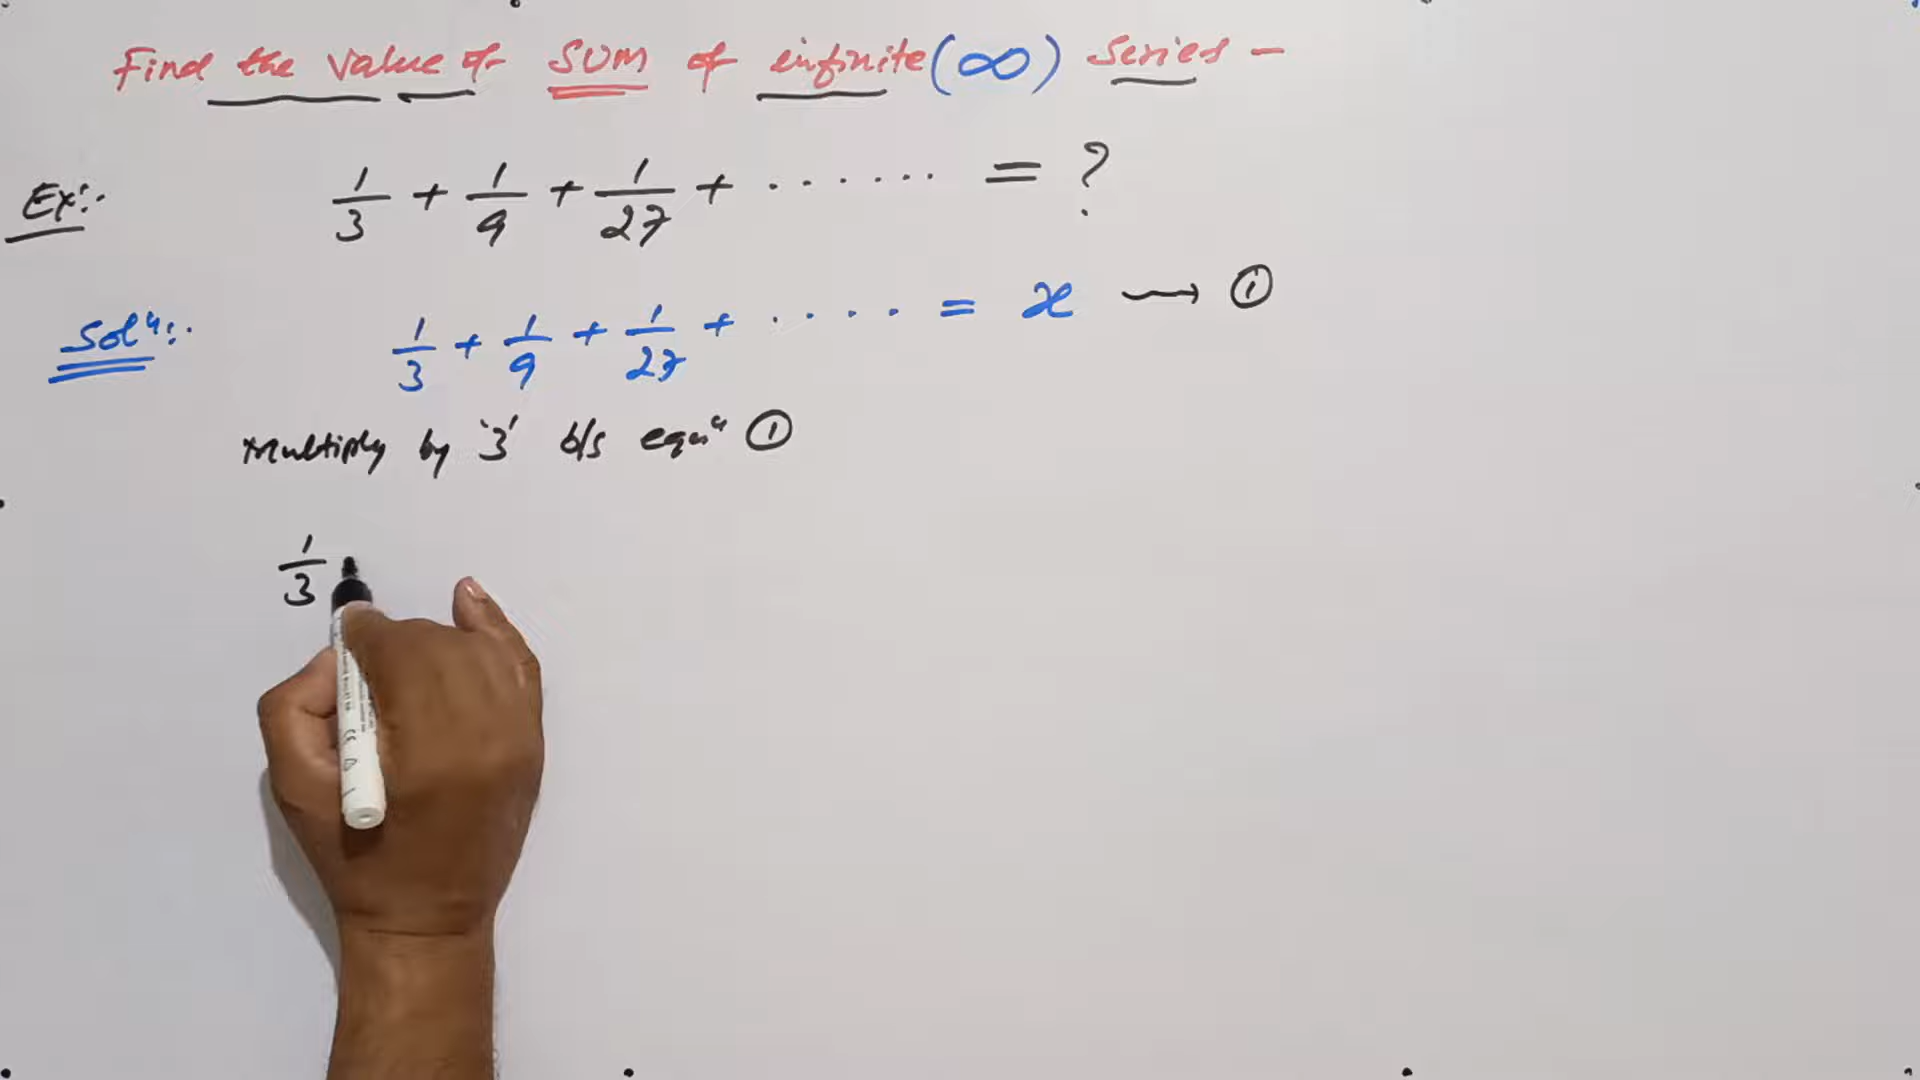 Find the value of SUM of infinite (∞) Series -
Ex:- 1/3 + 1/9 + 1/27 + ....... = ?
Solⁿ:- 1/3 + 1/9 + 1/27 + ..... = x → ①
Multiply by '3' b/s equⁿ ①
1/3